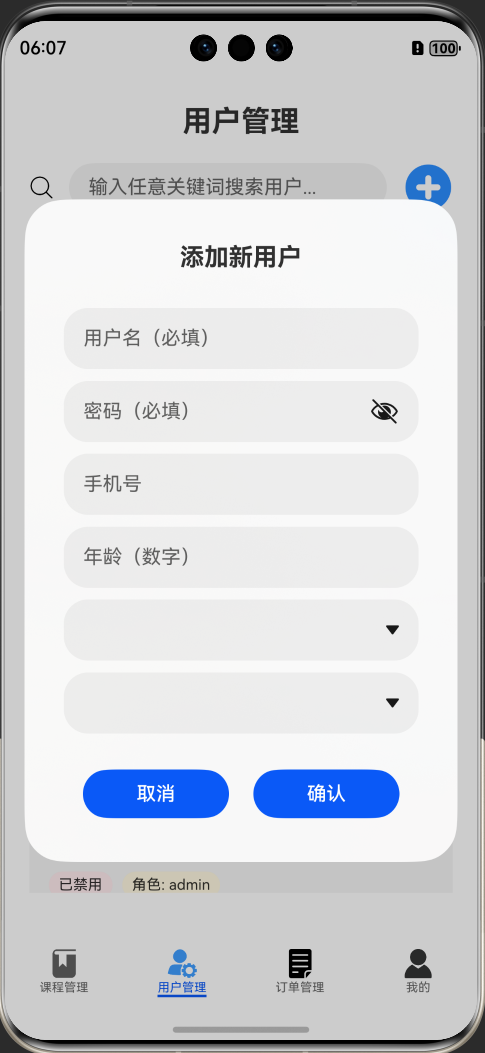 06:07
100
用户管理
输入任意关键词搜索用户...
添加新用户
用户名（必填）
密码（必填）
手机号
年龄（数字）
取消
确认
已禁用
角色: admin
课程管理
用户管理
订单管理
我的